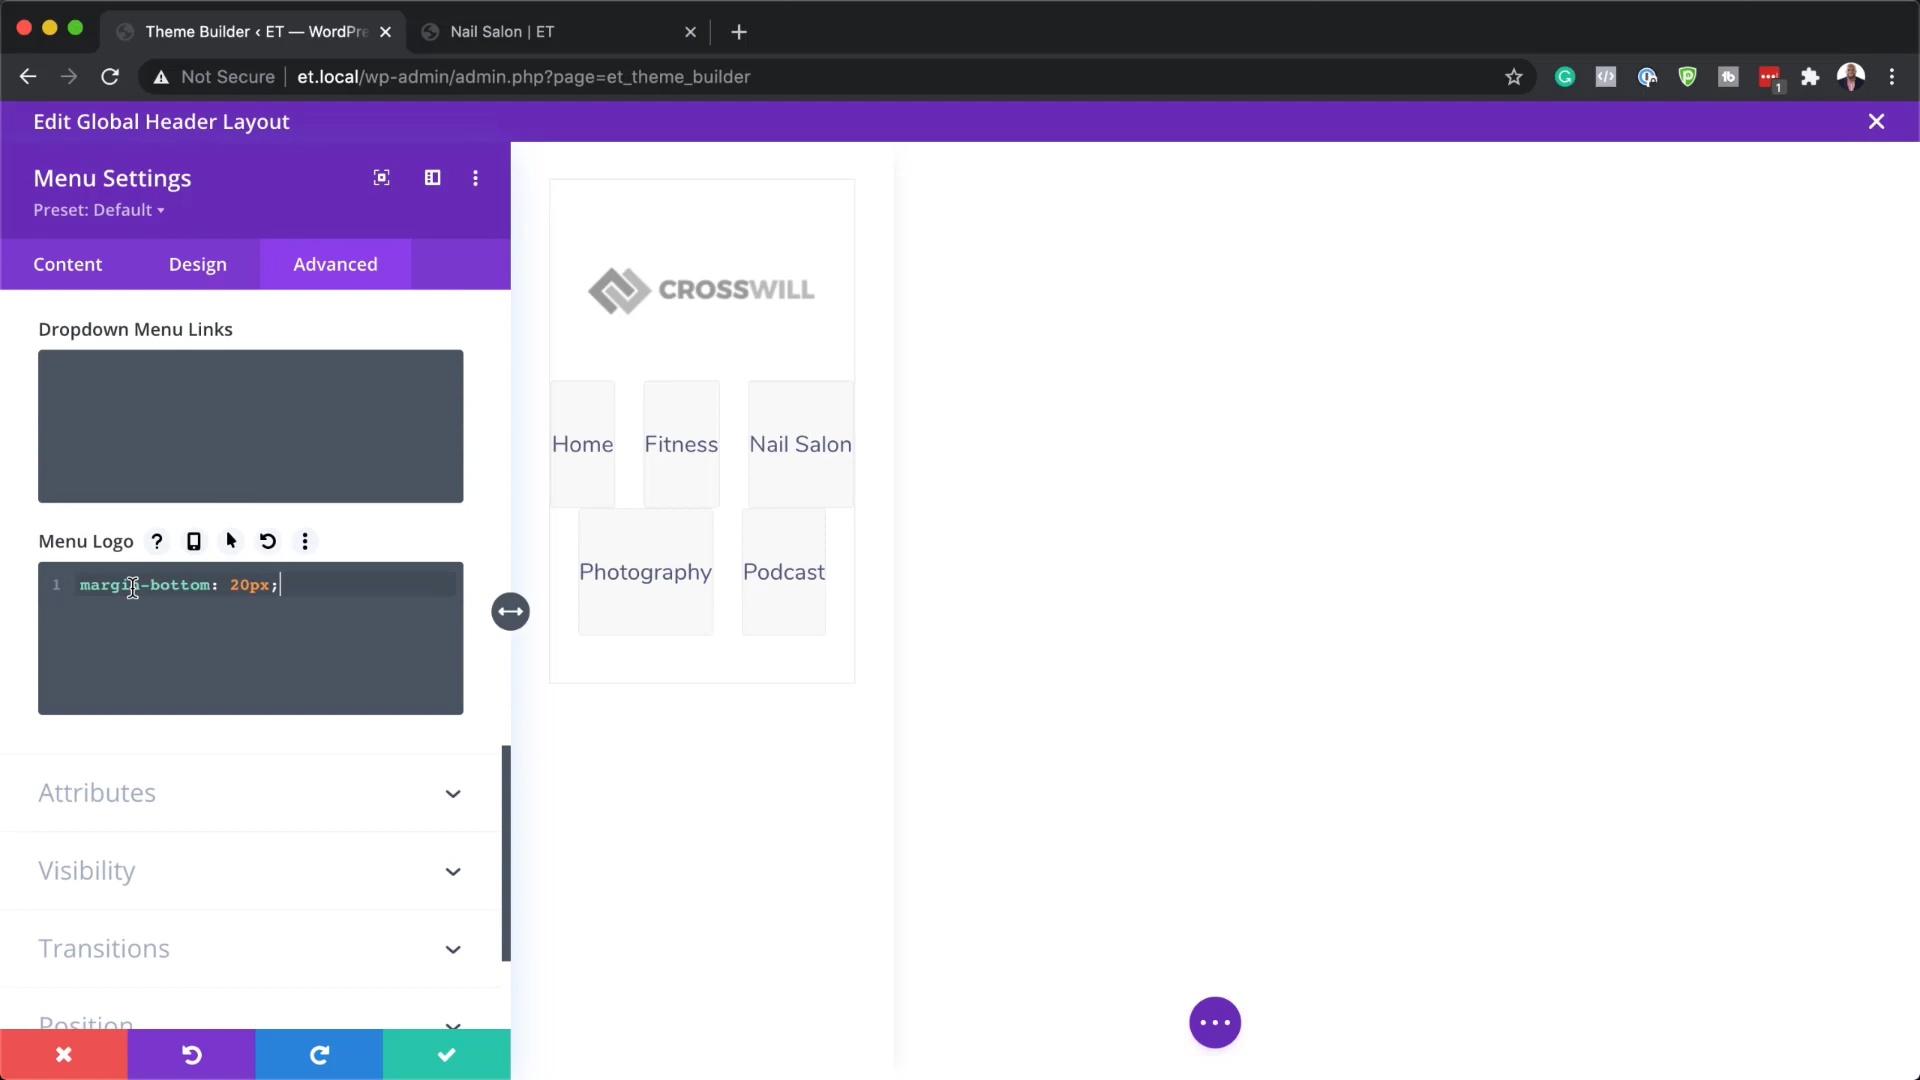 Theme Builder ‹ ET — WordPre
Nail Salon | ET
Not Secure
et.local/wp-admin/admin.php?page=et_theme_builder
1
Edit Global Header Layout
Menu Settings
Preset: Default
Content
Design
Advanced
Dropdown Menu Links
Menu Logo
1 margin-bottom: 20px;
Attributes
Visibility
Transitions
Position
CROSSWILL
Home
Fitness
Nail Salon
Photography
Podcast